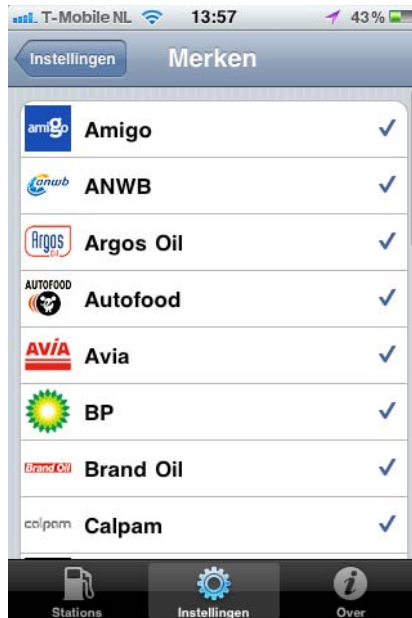 T-Mobile NL 13:57 43%
Instellingen Merken
amigo Amigo
anwb ANWB
Argos Oil Argos Oil
AUTOFOOD Autofood
AVIA Avia
BP
Brand Oil Brand Oil
calpam Calpam
Stations Instellingen Over